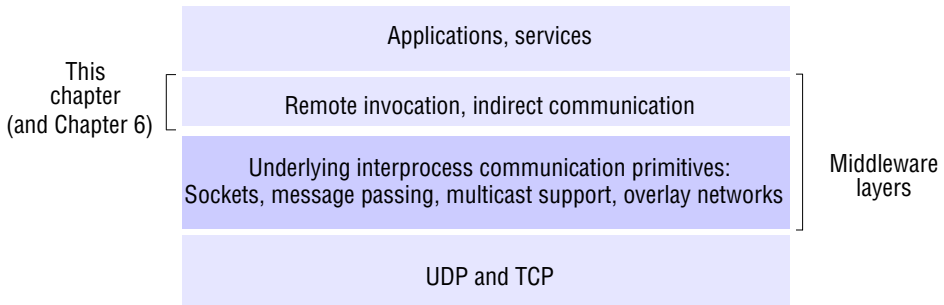 Applications, services
This
chapter
(and Chapter 6)
Remote invocation, indirect communication
Underlying interprocess communication primitives:
Sockets, message passing, multicast support, overlay networks
Middleware
layers
UDP and TCP